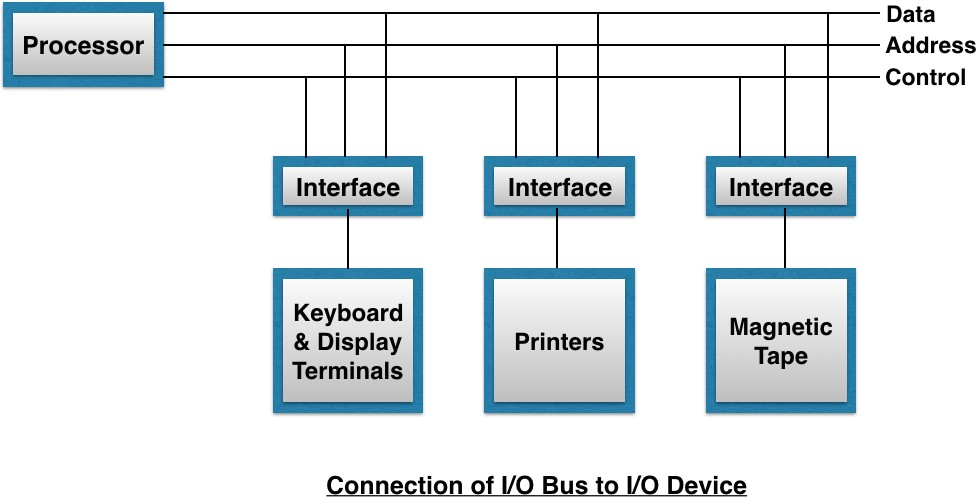 Processor
Data
Address
Control
Interface
Interface
Interface
Keyboard
& Display
Terminals
Printers
Magnetic
Tape
Connection of I/O Bus to I/O Device